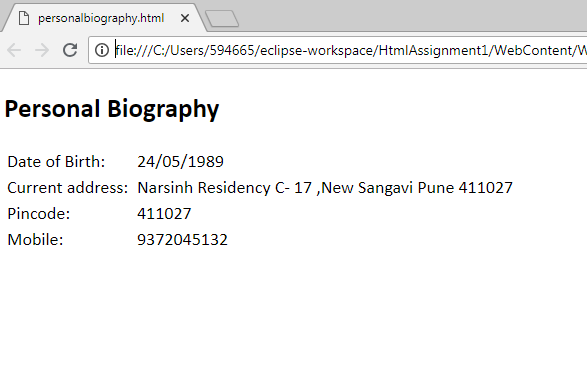 personalbiography.html
file:///C:/Users/594665/eclipse-workspace/HtmlAssignment1/WebContent/W
Personal Biography
Date of Birth: 24/05/1989
Current address: Narsinh Residency C- 17 ,New Sangavi Pune 411027
Pincode: 411027
Mobile: 9372045132